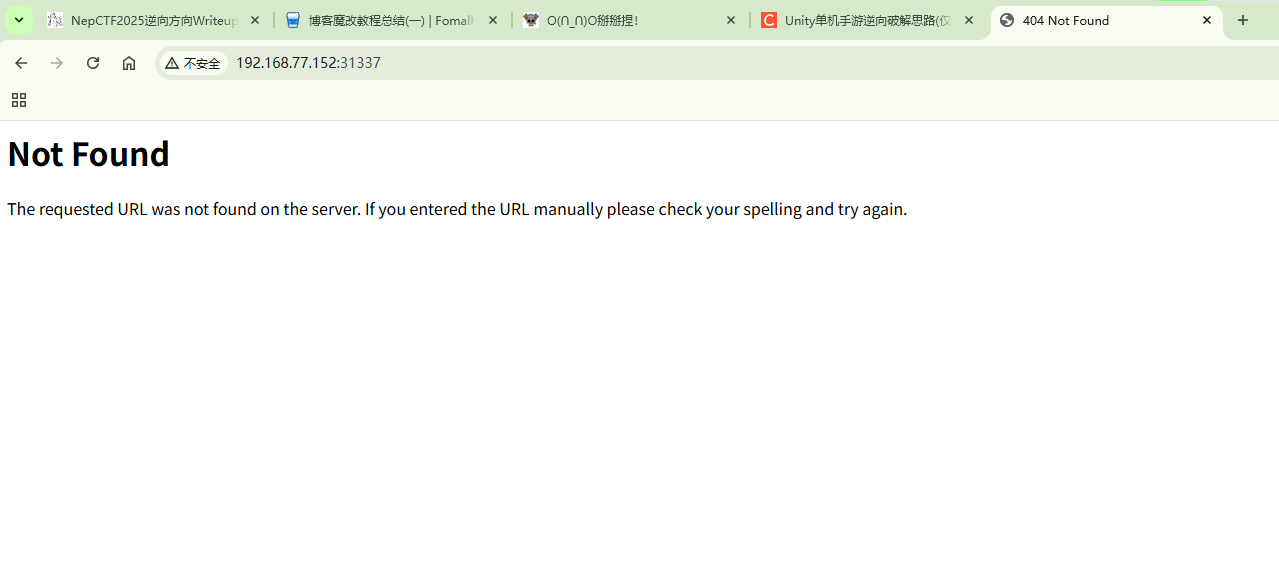 NepCTF2025逆向方向Writeup
博客魔改教程总结(一) | Fomal
O(∩_∩)O掰掰捏！
Unity单机手游逆向破解思路(仅
404 Not Found
不安全
192.168.77.152:31337
Not Found
The requested URL was not found on the server. If you entered the URL manually please check your spelling and try again.